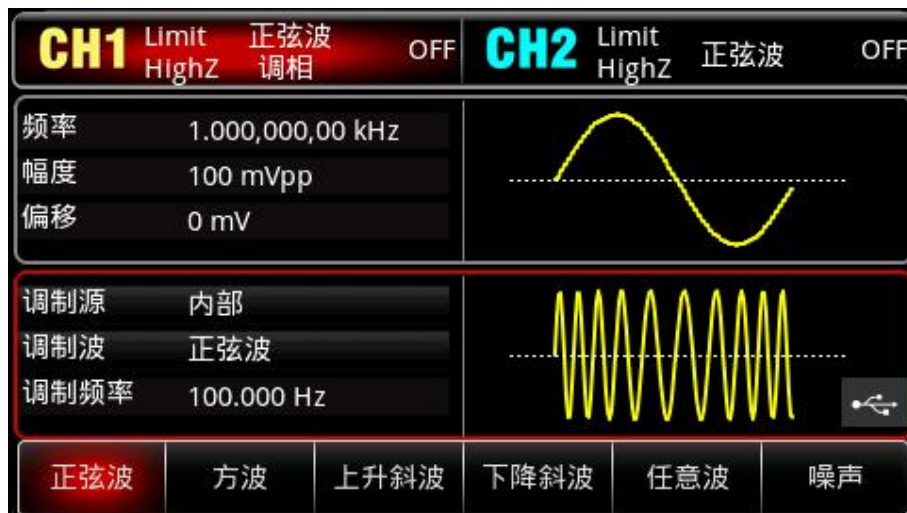 CH1 Limit 正弦波 OFF CH2 Limit 正弦波 OFF
HighZ 调相 HighZ
频率 1.000,000,00 kHz
幅度 100 mVpp
偏移 0 mV
调制源 内部
调制波 正弦波
调制频率 100.000 Hz
正弦波 方波 上升斜波 下降斜波 任意波 噪声